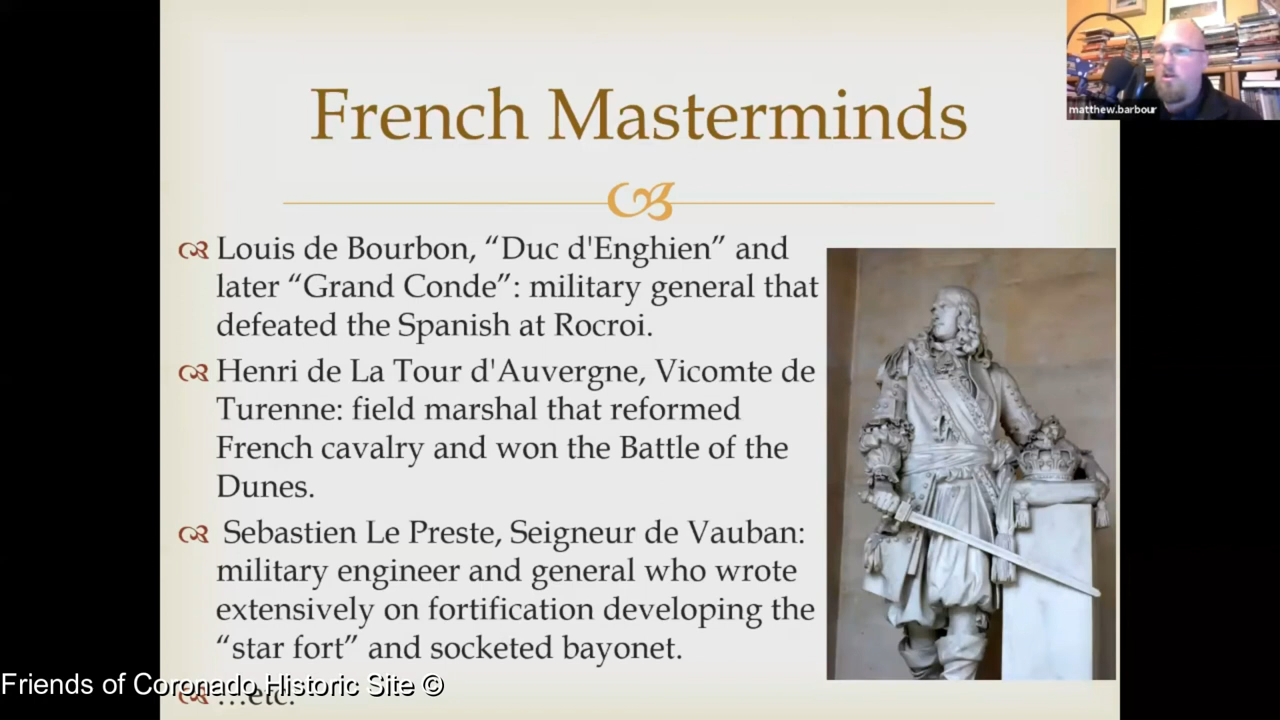 matthew.barbour
French Masterminds
Louis de Bourbon, “Duc d'Enghien” and
later “Grand Conde”: military general that
defeated the Spanish at Rocroi.
Henri de La Tour d'Auvergne, Vicomte de
Turenne: field marshal that reformed
French cavalry and won the Battle of the
Dunes.
Sebastien Le Preste, Seigneur de Vauban:
military engineer and general who wrote
extensively on fortification developing the
“star fort” and socketed bayonet.
…etc.
Friends of Coronado Historic Site ©